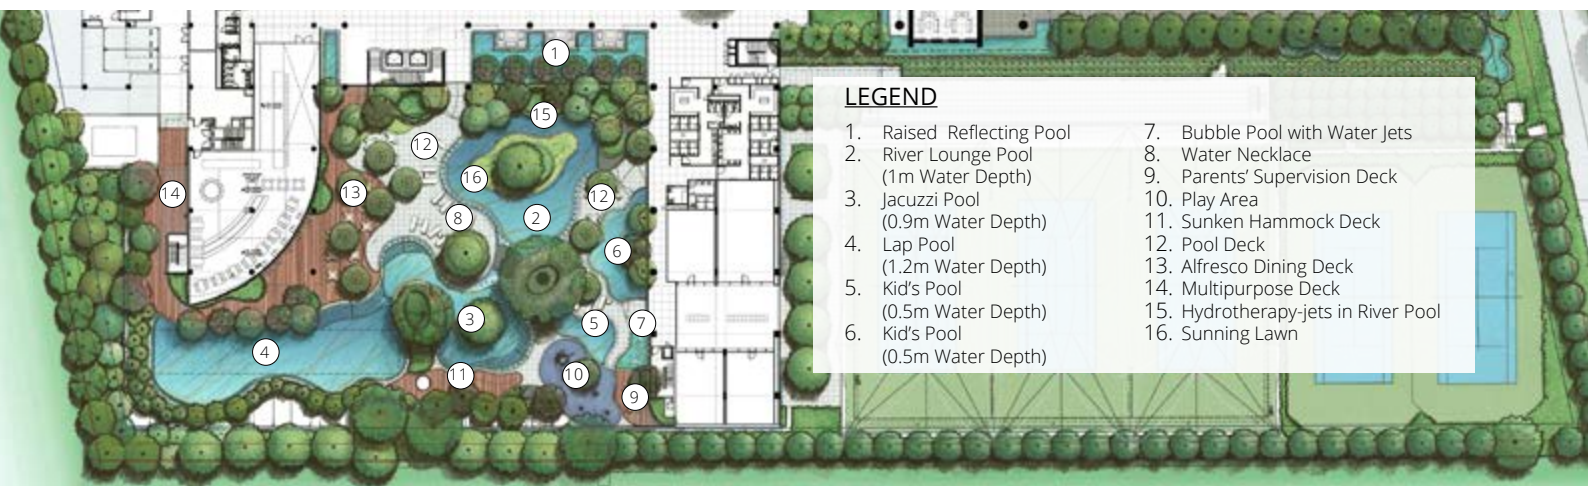 1
15
12
16
14
13
12
8
2
6
3
5
7
4
11
10
9
LEGEND
1. Raised Reflecting Pool
2. River Lounge Pool
(1m Water Depth)
3. Jacuzzi Pool
(0.9m Water Depth)
4. Lap Pool
(1.2m Water Depth)
5. Kid's Pool
(0.5m Water Depth)
6. Kid's Pool
(0.5m Water Depth)
7. Bubble Pool with Water Jets
8. Water Necklace
9. Parents' Supervision Deck
10. Play Area
11. Sunken Hammock Deck
12. Pool Deck
13. Alfresco Dining Deck
14. Multipurpose Deck
15. Hydrotherapy-jets in River Pool
16. Sunning Lawn